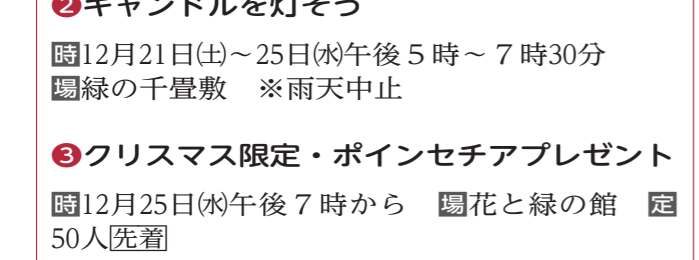 ❷キャンドルを灯そう
時12月21日㈯～25日㈬午後５時～７時30分
場緑の千畳敷　※雨天中止
❸クリスマス限定・ポインセチアプレゼント
時12月25日㈬午後７時から　場花と緑の館　定
50人先着